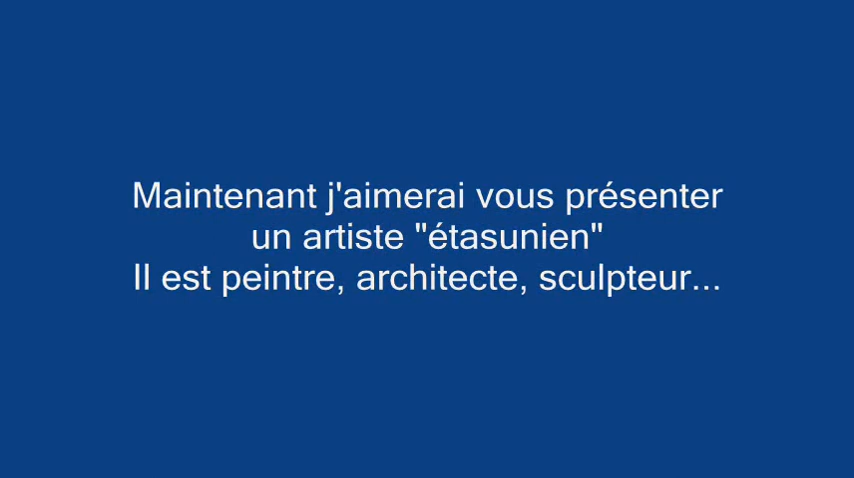 Maintenant j'aimerai vous présenter
un artiste "étasunien"
Il est peintre, architecte, sculpteur...